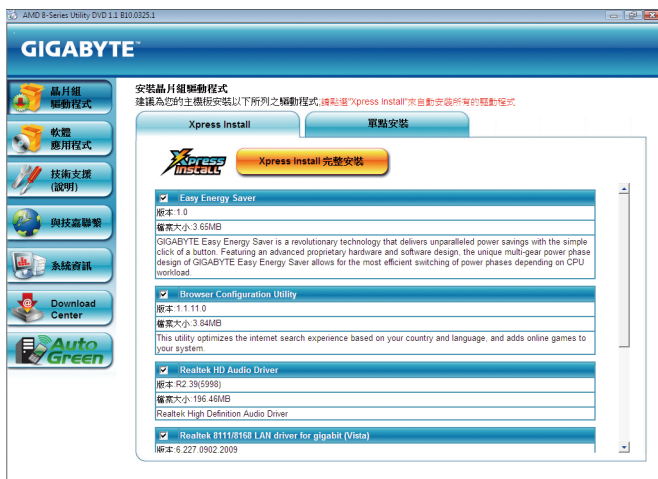 AMD 8-Series Utility DVD 1.1 B10.0325.1
GIGABYTE™
晶片組
驅動程式
軟體
應用程式
技術支援
(說明)
與技嘉聯繫
系統資訊
Download
Center
Auto
Green
安裝晶片組驅動程式
建議為您的主機板安裝以下所列之驅動程式,請點選"Xpress Install"來自動安裝所有的驅動程式
Xpress Install
單點安裝
Xpress
Install
Xpress Install 完整安裝
Easy Energy Saver
版本:1.0
檔案大小:3.65MB
GIGABYTE Easy Energy Saver is a revolutionary technology that delivers unparalleled power savings with the simple
click of a button. Featuring an advanced proprietary hardware and software design, the unique multi-gear power phase
design of GIGABYTE Easy Energy Saver allows for the most efficient switching of power phases depending on CPU
workload.
Browser Configuration Utility
版本:1.1.11.0
檔案大小:3.84MB
This utility optimizes the internet search experience based on your country and language, and adds online games to
your system.
Realtek HD Audio Driver
版本:R2.39(5998)
檔案大小:196.46MB
Realtek High Definition Audio Driver
Realtek 8111/8168 LAN driver for gigabit (Vista)
版本:6.227.0902.2009